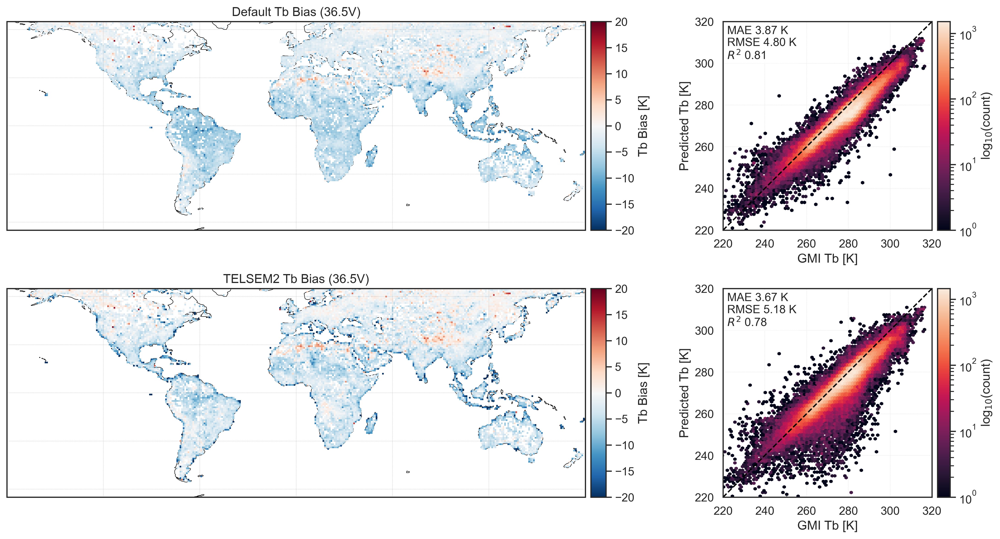 Default Tb Bias (36.5V)
20
15
10
5
0
−5
−10
−15
−20
Tb Bias [K]
MAE 3.87 K
RMSE 4.80 K
R² 0.81
320
300
280
260
240
220
Predicted Tb [K]
220 240 260 280 300 320
GMI Tb [K]
10³
10²
10¹
10⁰
log₁₀(count)
TELSEM2 Tb Bias (36.5V)
20
15
10
5
0
−5
−10
−15
−20
Tb Bias [K]
MAE 3.67 K
RMSE 5.18 K
R² 0.78
320
300
280
260
240
220
Predicted Tb [K]
220 240 260 280 300 320
GMI Tb [K]
10³
10²
10¹
10⁰
log₁₀(count)